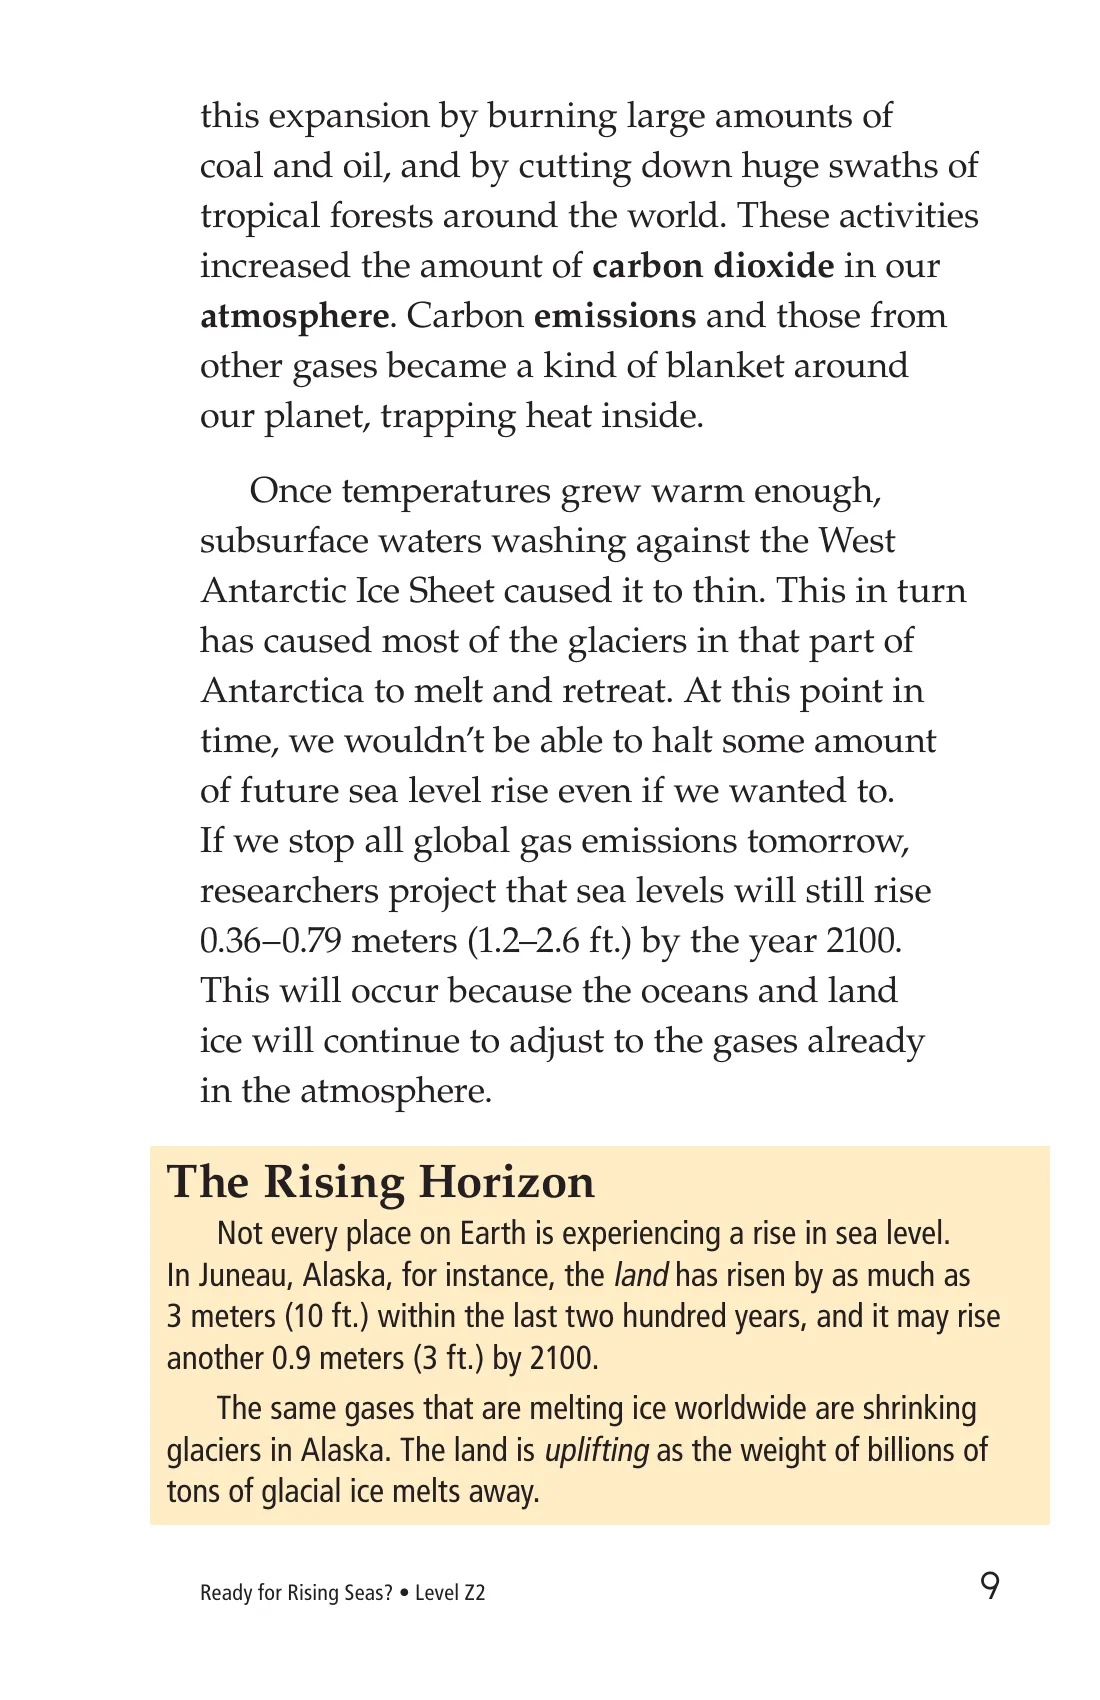 this expansion by burning large amounts of
coal and oil, and by cutting down huge swaths of
tropical forests around the world. These activities
increased the amount of carbon dioxide in our
atmosphere. Carbon emissions and those from
other gases became a kind of blanket around
our planet, trapping heat inside.
Once temperatures grew warm enough,
subsurface waters washing against the West
Antarctic Ice Sheet caused it to thin. This in turn
has caused most of the glaciers in that part of
Antarctica to melt and retreat. At this point in
time, we wouldn’t be able to halt some amount
of future sea level rise even if we wanted to.
If we stop all global gas emissions tomorrow,
researchers project that sea levels will still rise
0.36–0.79 meters (1.2–2.6 ft.) by the year 2100.
This will occur because the oceans and land
ice will continue to adjust to the gases already
in the atmosphere.
The Rising Horizon
Not every place on Earth is experiencing a rise in sea level.
In Juneau, Alaska, for instance, the land has risen by as much as
3 meters (10 ft.) within the last two hundred years, and it may rise
another 0.9 meters (3 ft.) by 2100.
The same gases that are melting ice worldwide are shrinking
glaciers in Alaska. The land is uplifting as the weight of billions of
tons of glacial ice melts away.
Ready for Rising Seas? • Level Z2
9